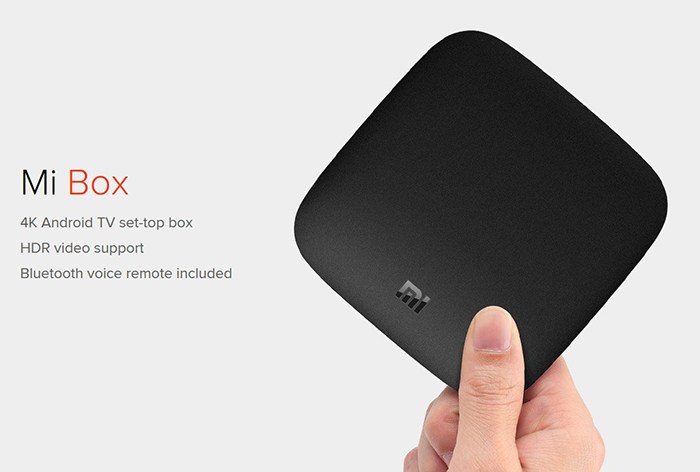 Mi Box
4K Android TV set-top box
HDR video support
Bluetooth voice remote included
mi